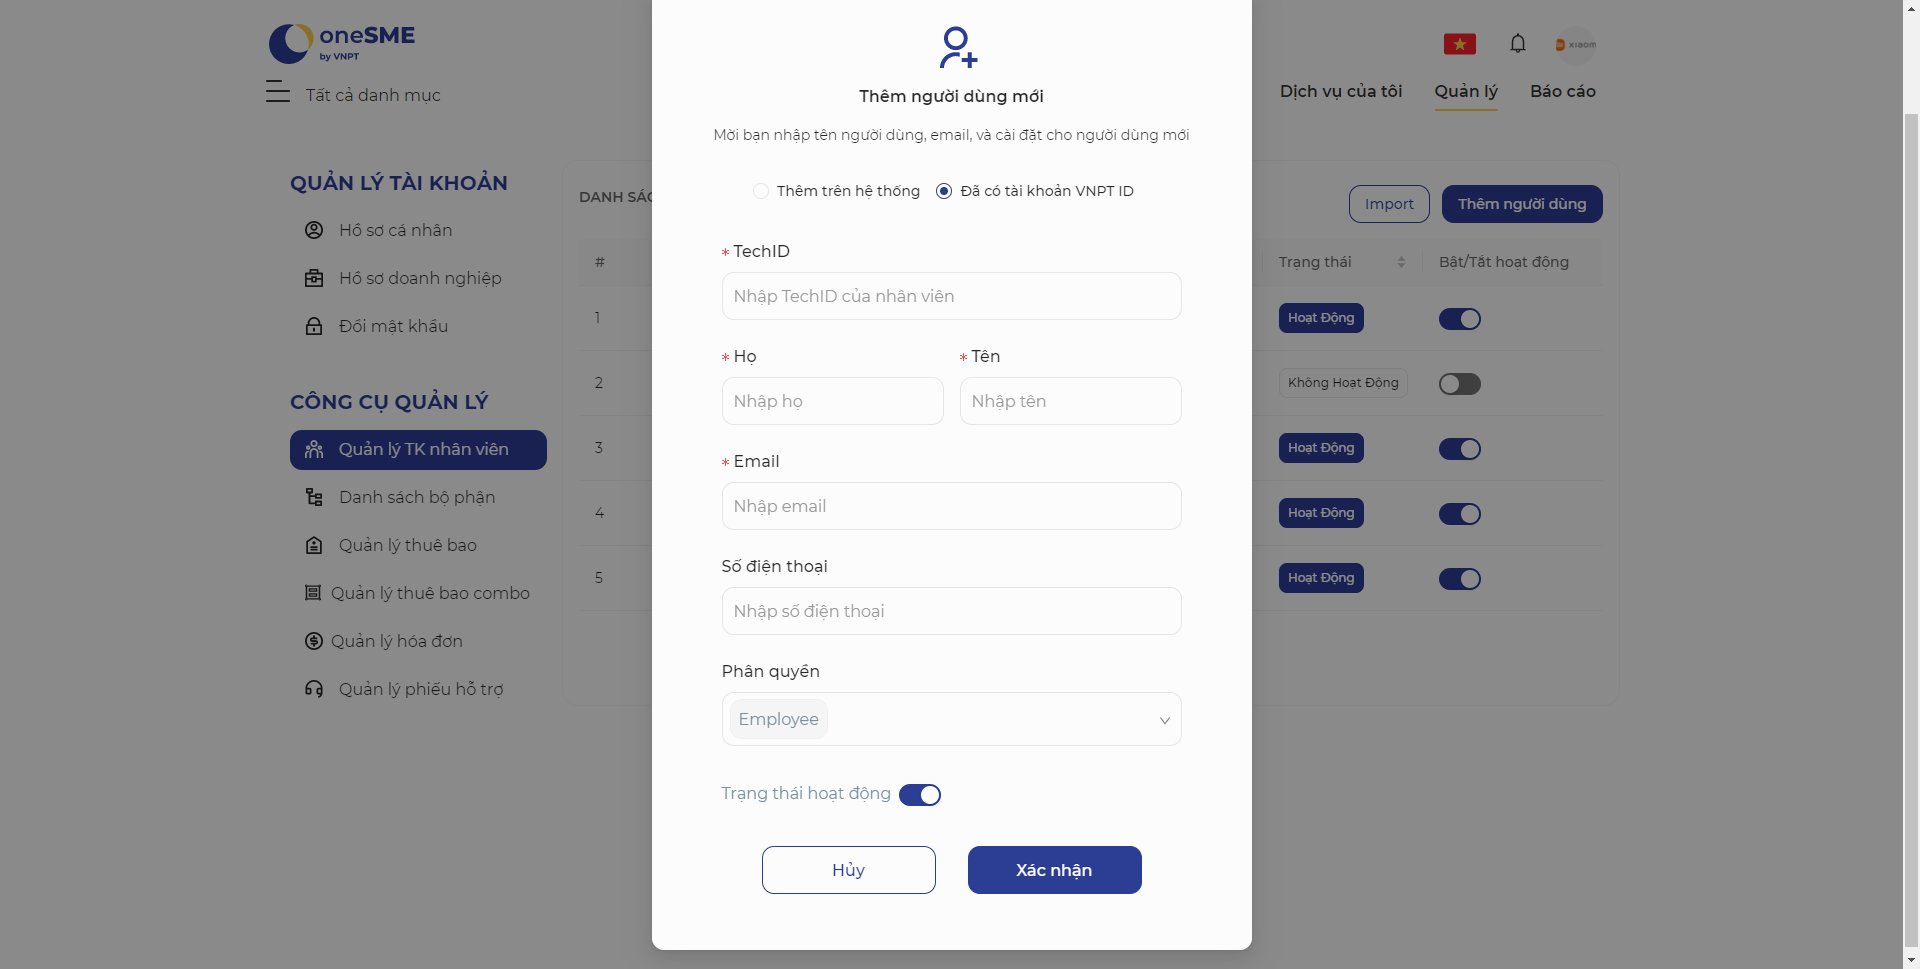 oneSME
by VNPT
Tất cả danh mục
Dịch vụ của tôi
Quản lý
Báo cáo
xiaomi
QUẢN LÝ TÀI KHOẢN
Hồ sơ cá nhân
Hồ sơ doanh nghiệp
Đổi mật khẩu
CÔNG CỤ QUẢN LÝ
Quản lý TK nhân viên
Danh sách bộ phận
Quản lý thuê bao
Quản lý thuê bao combo
Quản lý hóa đơn
Quản lý phiếu hỗ trợ
DANH SÁC
Import
Thêm người dùng
#
Trạng thái
Bật/Tắt hoạt động
1
Hoạt Động
2
Không Hoạt Động
3
Hoạt Động
4
Hoạt Động
5
Hoạt Động
Thêm người dùng mới
Mời bạn nhập tên người dùng, email, và cài đặt cho người dùng mới
Thêm trên hệ thống
Đã có tài khoản VNPT ID
* TechID
Nhập TechID của nhân viên
* Họ
* Tên
Nhập họ
Nhập tên
* Email
Nhập email
Số điện thoại
Nhập số điện thoại
Phân quyền
Employee
Trạng thái hoạt động
Hủy
Xác nhận